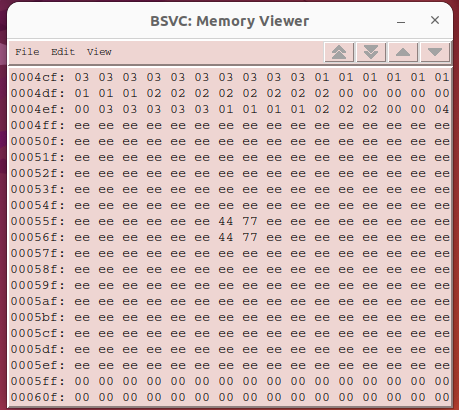 BSVC: Memory Viewer
File Edit View
0004cf: 03 03 03 03 03 03 03 03 03 03 01 01 01 01 01 01
0004df: 01 01 01 02 02 02 02 02 02 02 02 00 00 00 00 00
0004ef: 00 03 03 03 03 03 01 01 01 01 02 02 02 00 00 04
0004ff: ee ee ee ee ee ee ee ee ee ee ee ee ee ee ee ee
00050f: ee ee ee ee ee ee ee ee ee ee ee ee ee ee ee ee
00051f: ee ee ee ee ee ee ee ee ee ee ee ee ee ee ee ee
00052f: ee ee ee ee ee ee ee ee ee ee ee ee ee ee ee ee
00053f: ee ee ee ee ee ee ee ee ee ee ee ee ee ee ee ee
00054f: ee ee ee ee ee ee ee ee ee ee ee ee ee ee ee ee
00055f: ee ee ee ee ee ee 44 77 ee ee ee ee ee ee ee ee
00056f: ee ee ee ee ee ee 44 77 ee ee ee ee ee ee ee ee
00057f: ee ee ee ee ee ee ee ee ee ee ee ee ee ee ee ee
00058f: ee ee ee ee ee ee ee ee ee ee ee ee ee ee ee ee
00059f: ee ee ee ee ee ee ee ee ee ee ee ee ee ee ee ee
0005af: ee ee ee ee ee ee ee ee ee ee ee ee ee ee ee ee
0005bf: ee ee ee ee ee ee ee ee ee ee ee ee ee ee ee ee
0005cf: ee ee ee ee ee ee ee ee ee ee ee ee ee ee ee ee
0005df: ee ee ee ee ee ee ee ee ee ee ee ee ee ee ee ee
0005ef: ee ee ee ee ee ee ee ee ee ee ee ee ee ee ee ee
0005ff: 00 00 00 00 00 00 00 00 00 00 00 00 00 00 00 00
00060f: 00 00 00 00 00 00 00 00 00 00 00 00 00 00 00 00